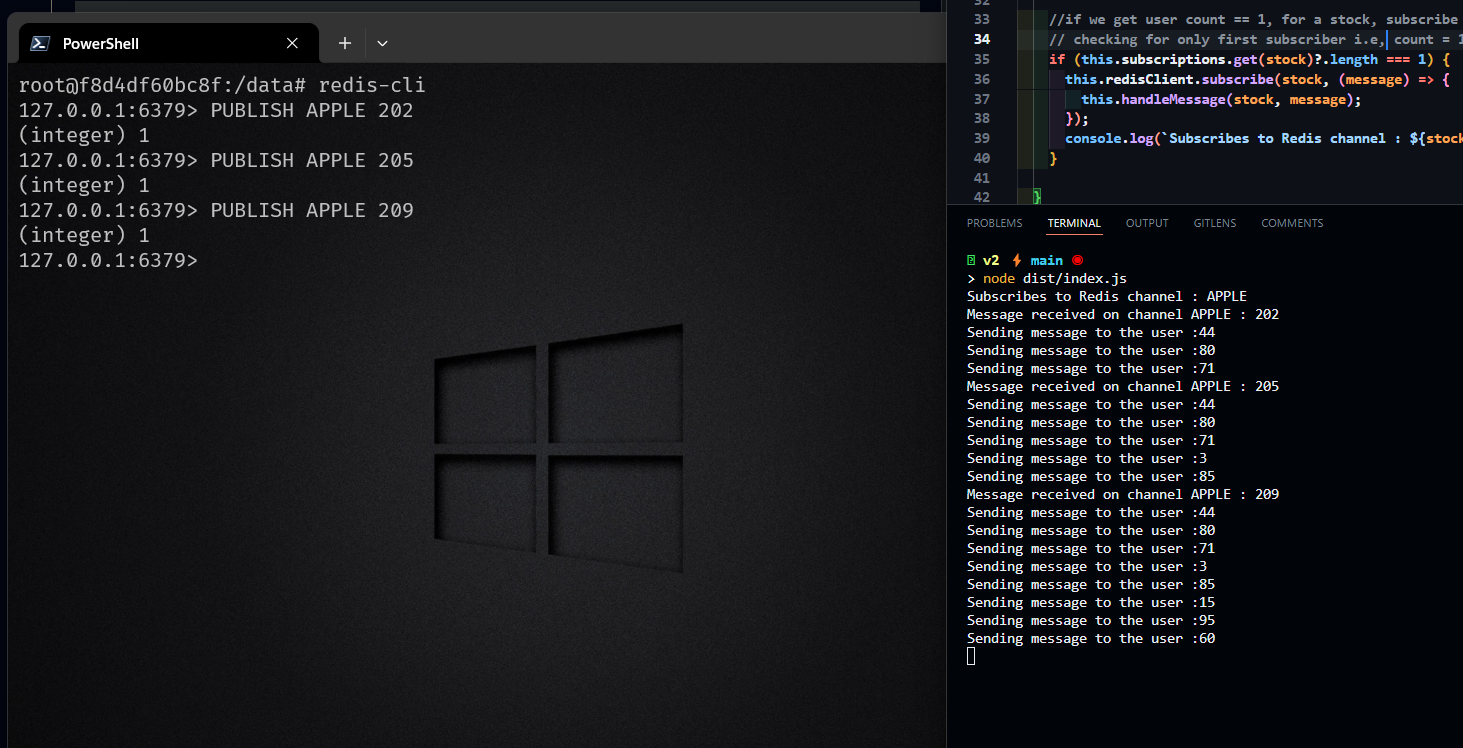 PowerShell
root@f8d4df60bc8f:/data# redis-cli
127.0.0.1:6379> PUBLISH APPLE 202
(integer) 1
127.0.0.1:6379> PUBLISH APPLE 205
(integer) 1
127.0.0.1:6379> PUBLISH APPLE 209
(integer) 1
127.0.0.1:6379>
32
33 //if we get user count == 1, for a stock, subscribe
34 // checking for only first subscriber i.e, count = 1
35 if (this.subscriptions.get(stock)?.length === 1) {
36 this.redisClient.subscribe(stock, (message) => {
37 this.handleMessage(stock, message);
38 });
39 console.log(`Subscribes to Redis channel : ${stock
40 }
41
42 }
PROBLEMS TERMINAL OUTPUT GITLENS COMMENTS
v2 main
> node dist/index.js
Subscribes to Redis channel : APPLE
Message received on channel APPLE : 202
Sending message to the user :44
Sending message to the user :80
Sending message to the user :71
Message received on channel APPLE : 205
Sending message to the user :44
Sending message to the user :80
Sending message to the user :71
Sending message to the user :3
Sending message to the user :85
Message received on channel APPLE : 209
Sending message to the user :44
Sending message to the user :80
Sending message to the user :71
Sending message to the user :3
Sending message to the user :85
Sending message to the user :15
Sending message to the user :95
Sending message to the user :60